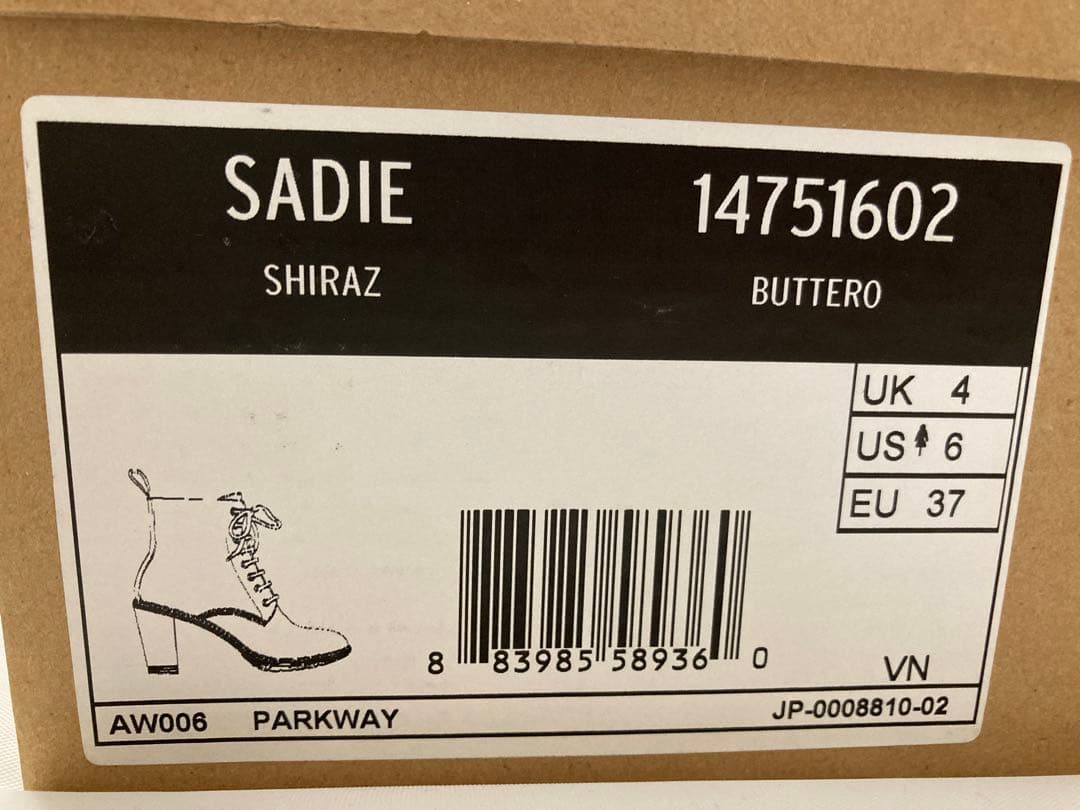 SADIE 14751602
SHIRAZ BUTTERO
UK 4
US 6
EU 37
8 83985 58936 0
VN
AW006 PARKWAY JP-0008810-02